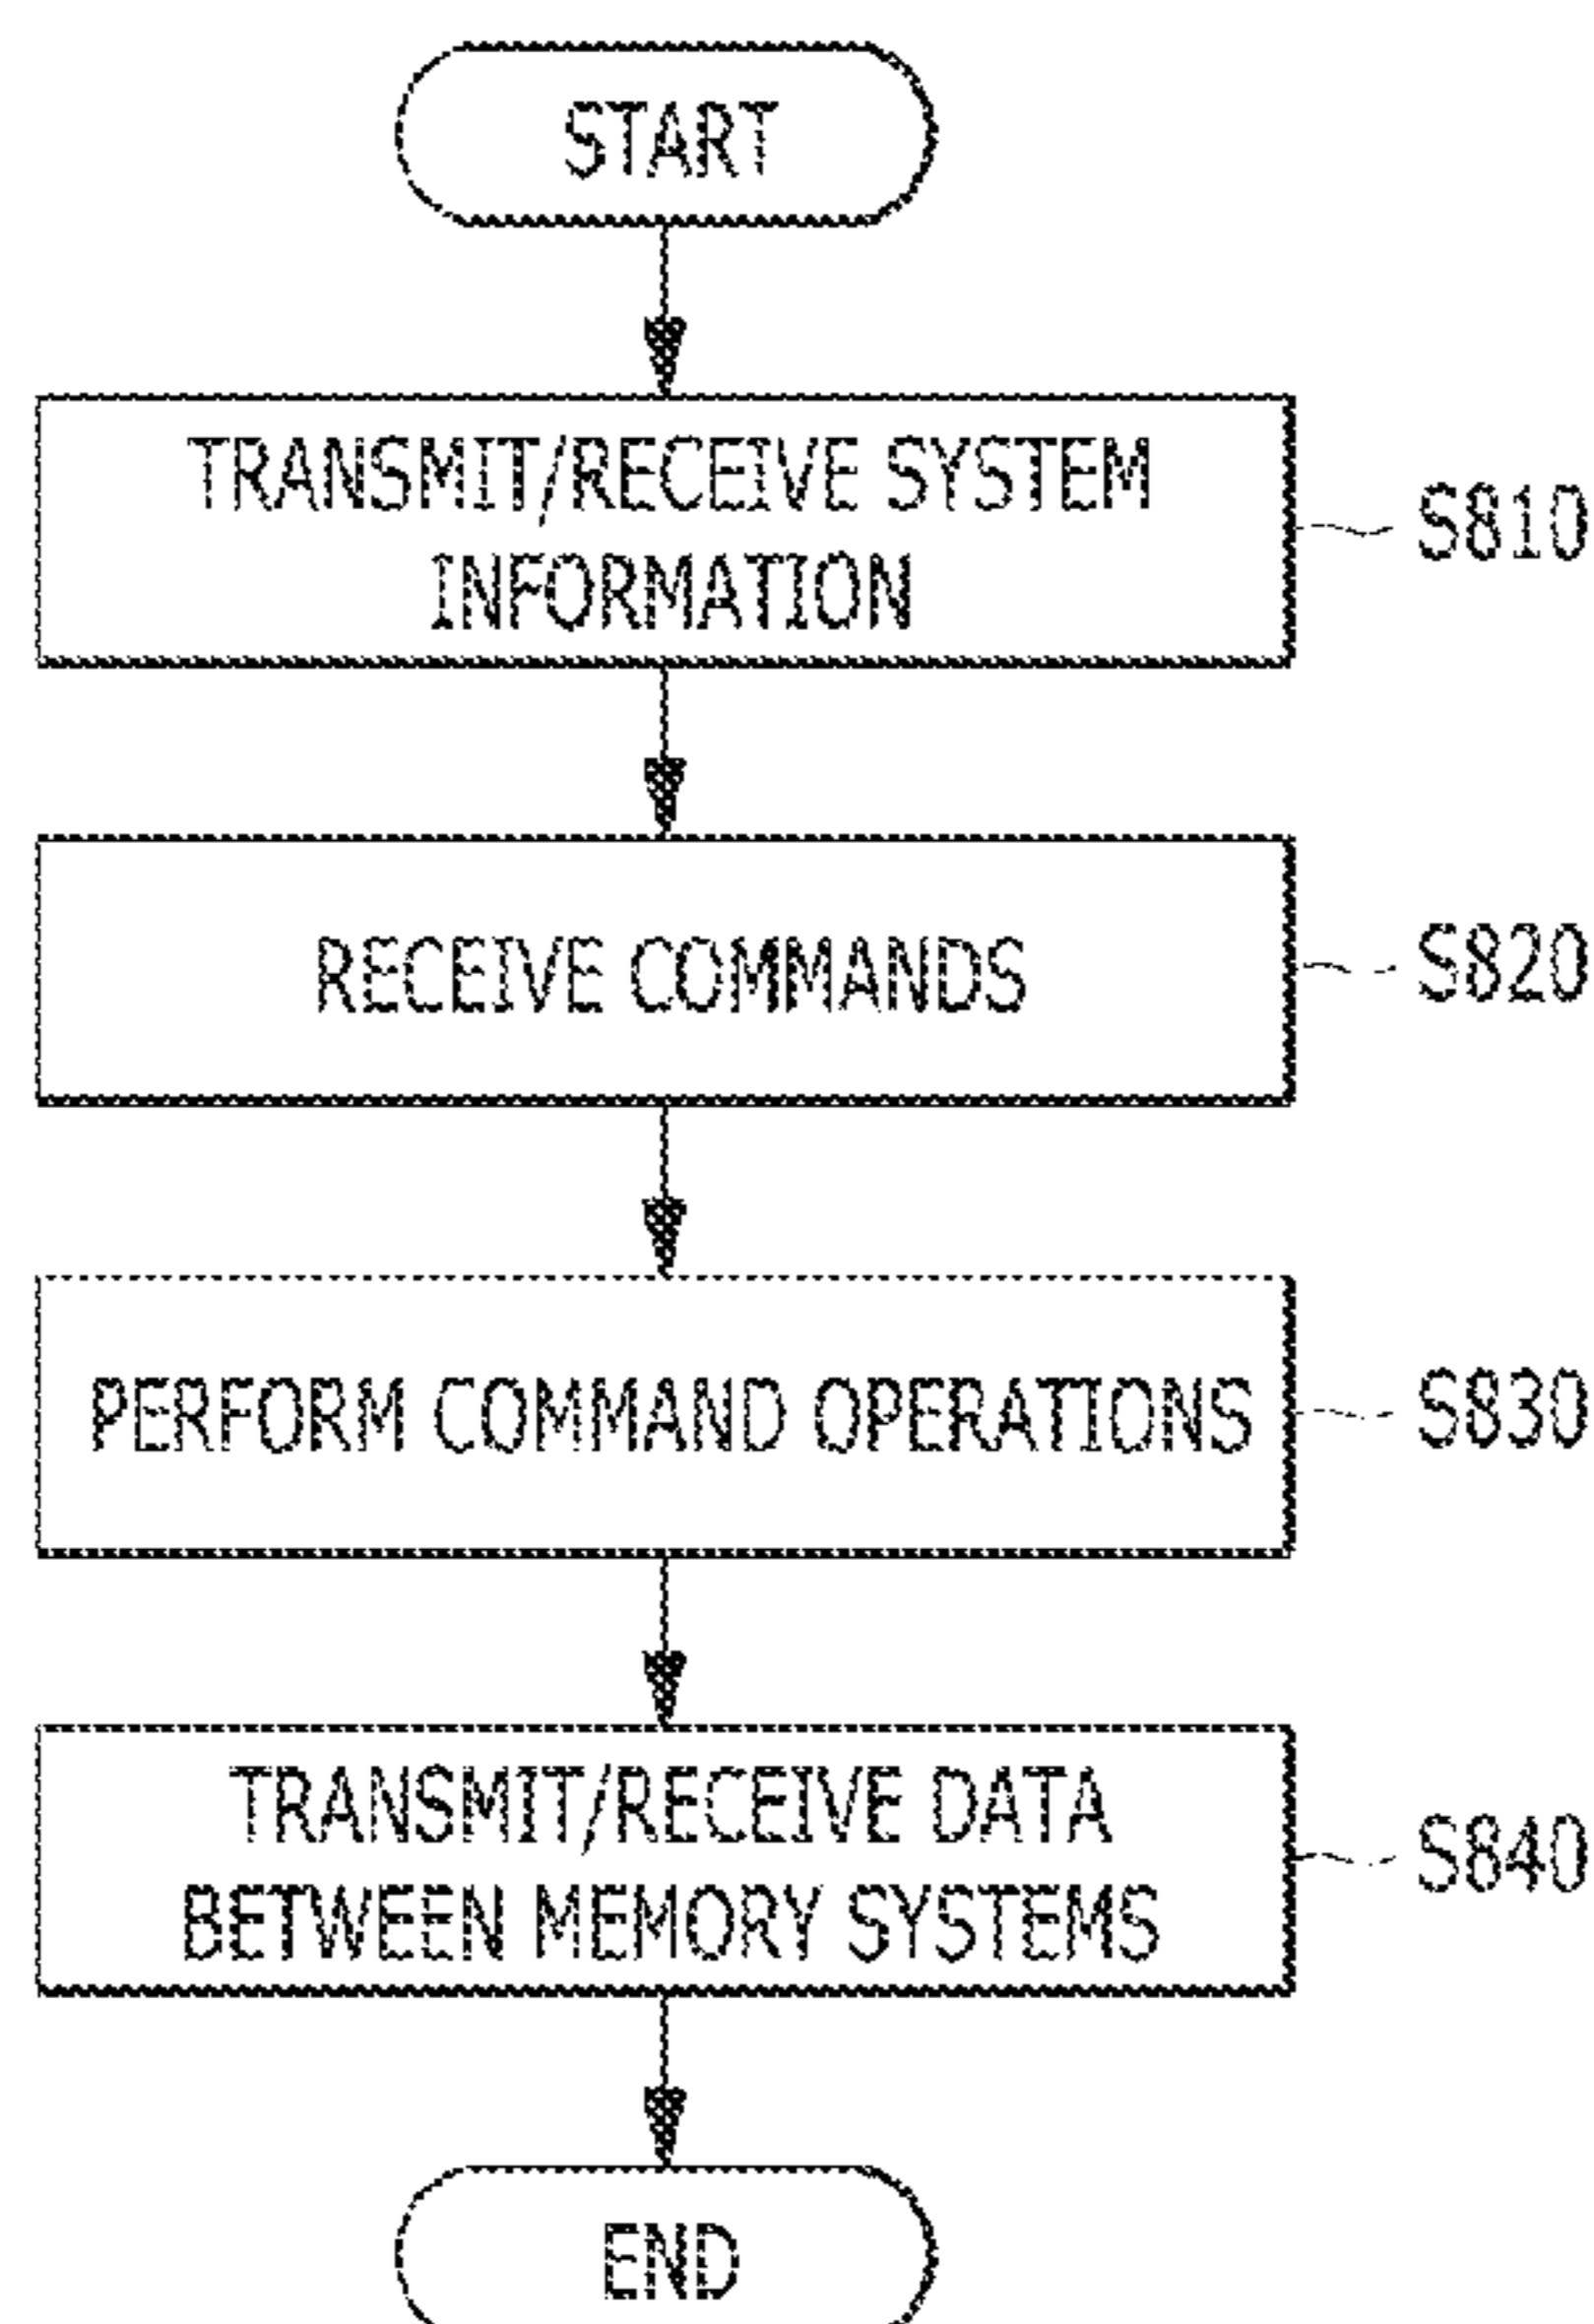 START
TRANSMIT/RECEIVE SYSTEM
INFORMATION
S810
RECEIVE COMMANDS
S820
PERFORM COMMAND OPERATIONS
S830
TRANSMIT/RECEIVE DATA
BETWEEN MEMORY SYSTEMS
S840
END